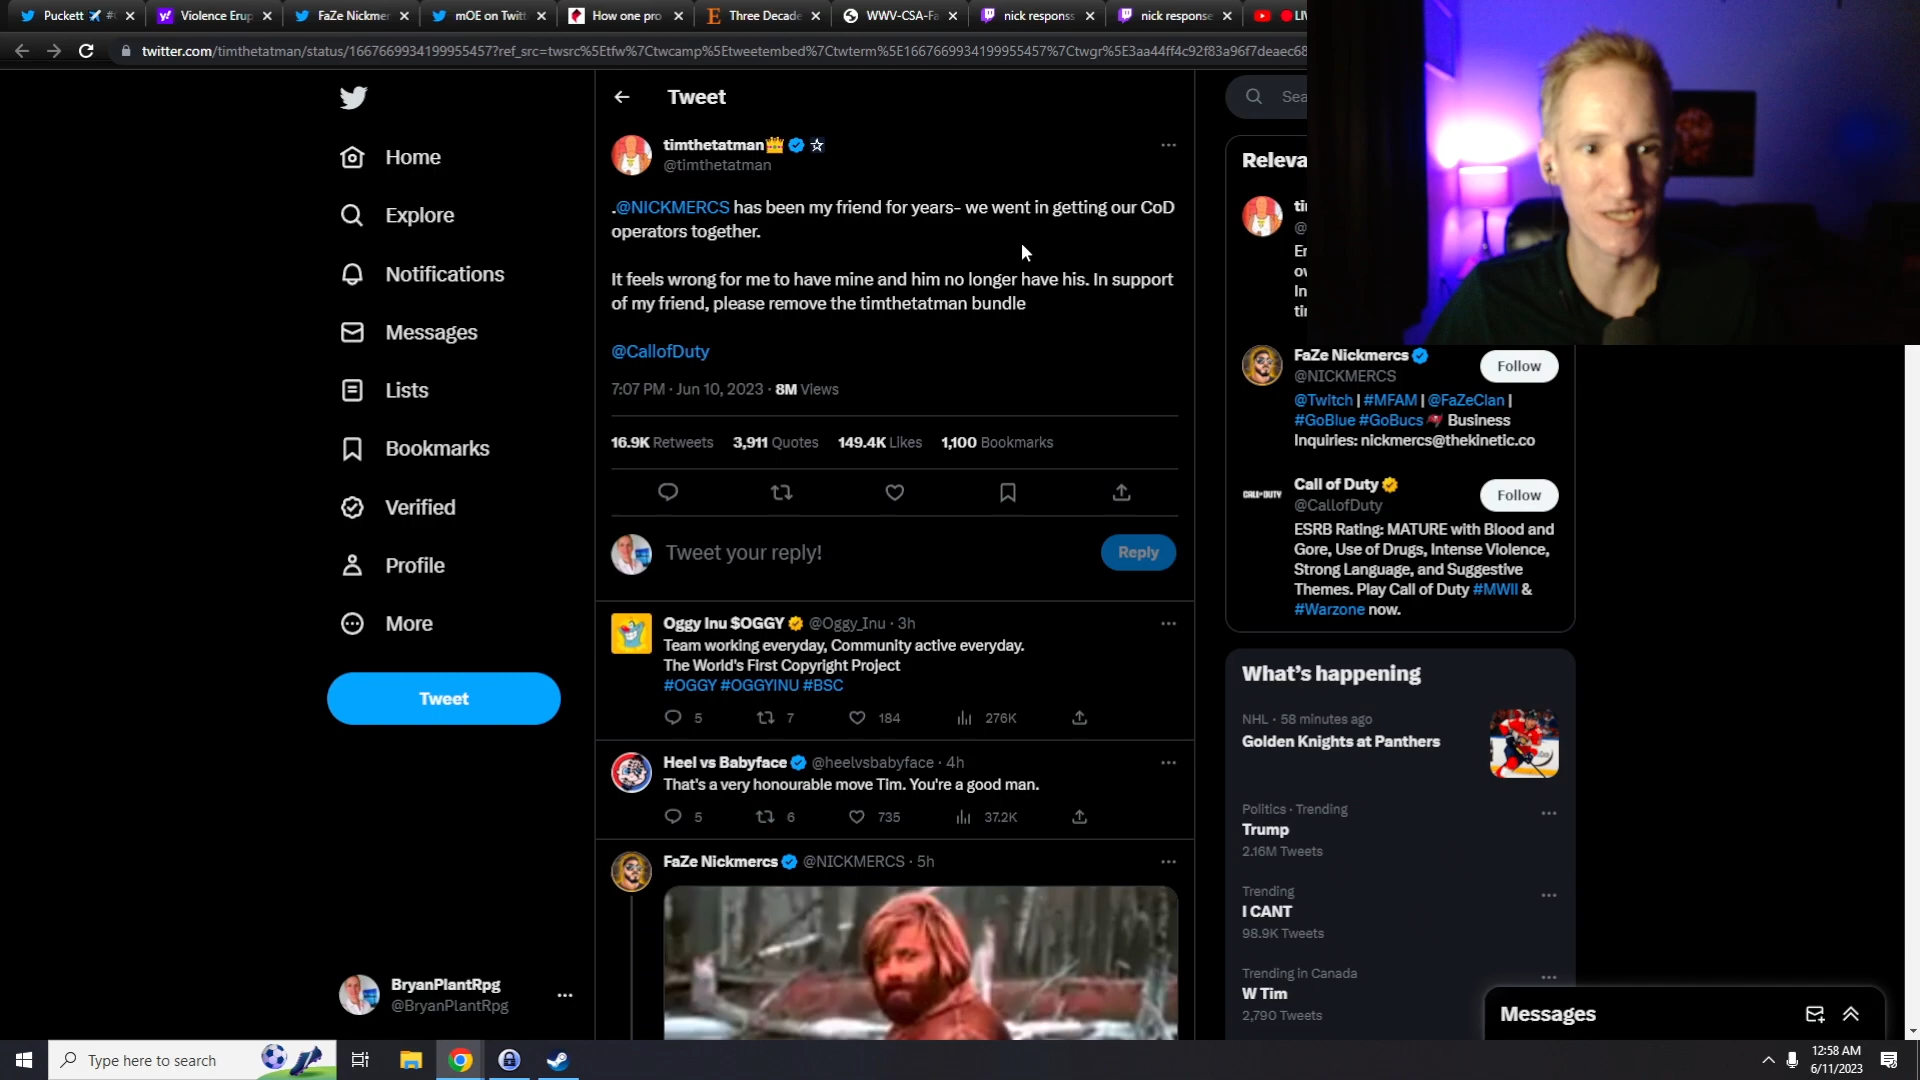 Puckett ✈️ #
Violence Erup
FaZe Nickmer
mOE on Twitt
How one pro
Three Decade
WWV-CSA-Fa
nick responss
nick response
LIV
twitter.com/timthetatman/status/1667669934199955457?ref_src=twsrc%5Etfw%7Ctwcamp%5Etweetembed%7Ctwterm%5E1667669934199955457%7Ctwgr%5E3aa44ff4c92f83a96f7deaec68
Home
Explore
Notifications
Messages
Lists
Bookmarks
Verified
Profile
More
Tweet
BryanPlantRpg
@BryanPlantRpg
Tweet
timthetatman👑
@timthetatman
.@NICKMERCS has been my friend for years- we went in getting our CoD
operators together.
It feels wrong for me to have mine and him no longer have his. In support
of my friend, please remove the timthetatman bundle
@CallofDuty
7:07 PM · Jun 10, 2023 · 8M Views
16.9K Retweets 3,911 Quotes 149.4K Likes 1,100 Bookmarks
Tweet your reply!
Reply
Oggy Inu $OGGY @Oggy_Inu · 3h
Team working everyday, Community active everyday.
The World's First Copyright Project
#OGGY #OGGYINU #BSC
5 7 184 276K
Heel vs Babyface @heelvsbabyface · 4h
That's a very honourable move Tim. You're a good man.
5 6 735 37.2K
FaZe Nickmercs @NICKMERCS · 5h
Sea
Releva
ti
@
En
ov
In
ti
FaZe Nickmercs
@NICKMERCS
Follow
@Twitch | #MFAM | @FaZeClan |
#GoBlue #GoBucs Business
Inquiries: nickmercs@thekinetic.co
CALL OF DUTY
Call of Duty
@CallofDuty
Follow
ESRB Rating: MATURE with Blood and
Gore, Use of Drugs, Intense Violence,
Strong Language, and Suggestive
Themes. Play Call of Duty #MWII &
#Warzone now.
What's happening
NHL · 58 minutes ago
Golden Knights at Panthers
Politics · Trending
Trump
2.16M Tweets
Trending
I CANT
98.9K Tweets
Trending in Canada
W Tim
2,790 Tweets
Messages
Type here to search
12:58 AM
6/11/2023